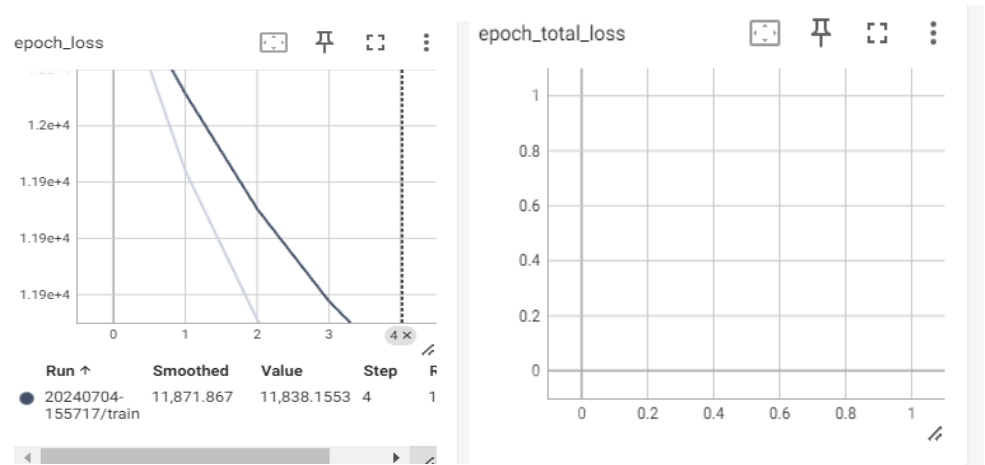 epoch_loss
1.2e+4
1.19e+4
1.19e+4
1.19e+4
0 1 2 3 4 ×
Run ↑ Smoothed Value Step
20240704-155717/train 11,871.867 11,838.1553 4 1
epoch_total_loss
1
0.8
0.6
0.4
0.2
0
0 0.2 0.4 0.6 0.8 1